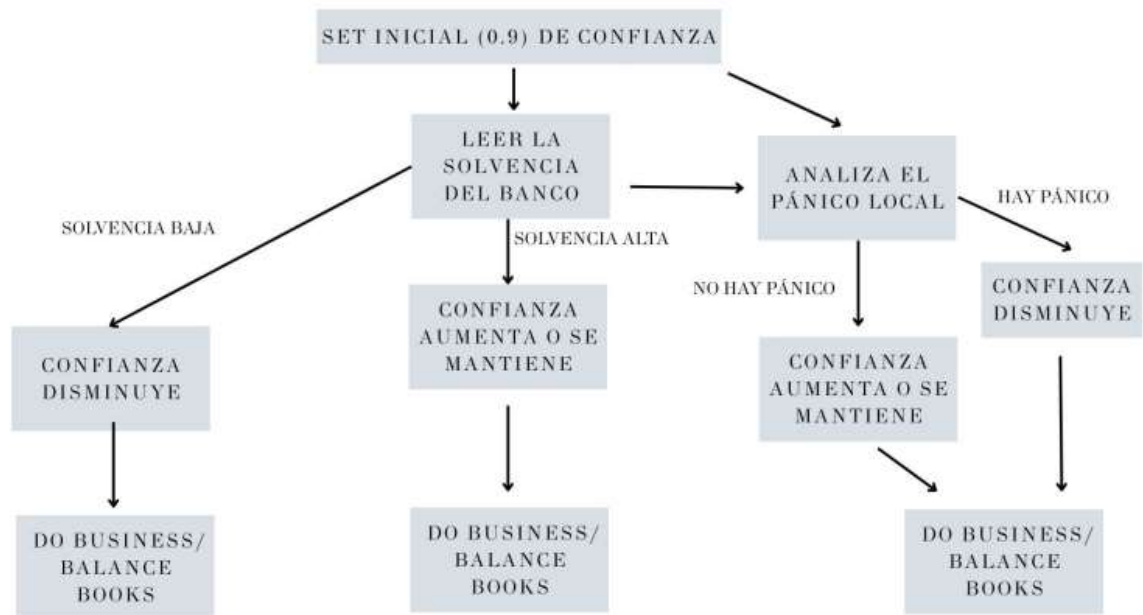 SET INICIAL (0.9) DE CONFIANZA
LEER LA
SOLVENCIA
DEL BANCO
ANALIZA EL
PÁNICO LOCAL
HAY PÁNICO
SOLVENCIA BAJA
SOLVENCIA ALTA
NO HAY PÁNICO
CONFIANZA
DISMINUYE
CONFIANZA
AUMENTA O SE
MANTIENE
CONFIANZA
DISMINUYE
CONFIANZA
AUMENTA O SE
MANTIENE
DO BUSINESS/
BALANCE
BOOKS
DO BUSINESS/
BALANCE
BOOKS
DO BUSINESS/
BALANCE
BOOKS